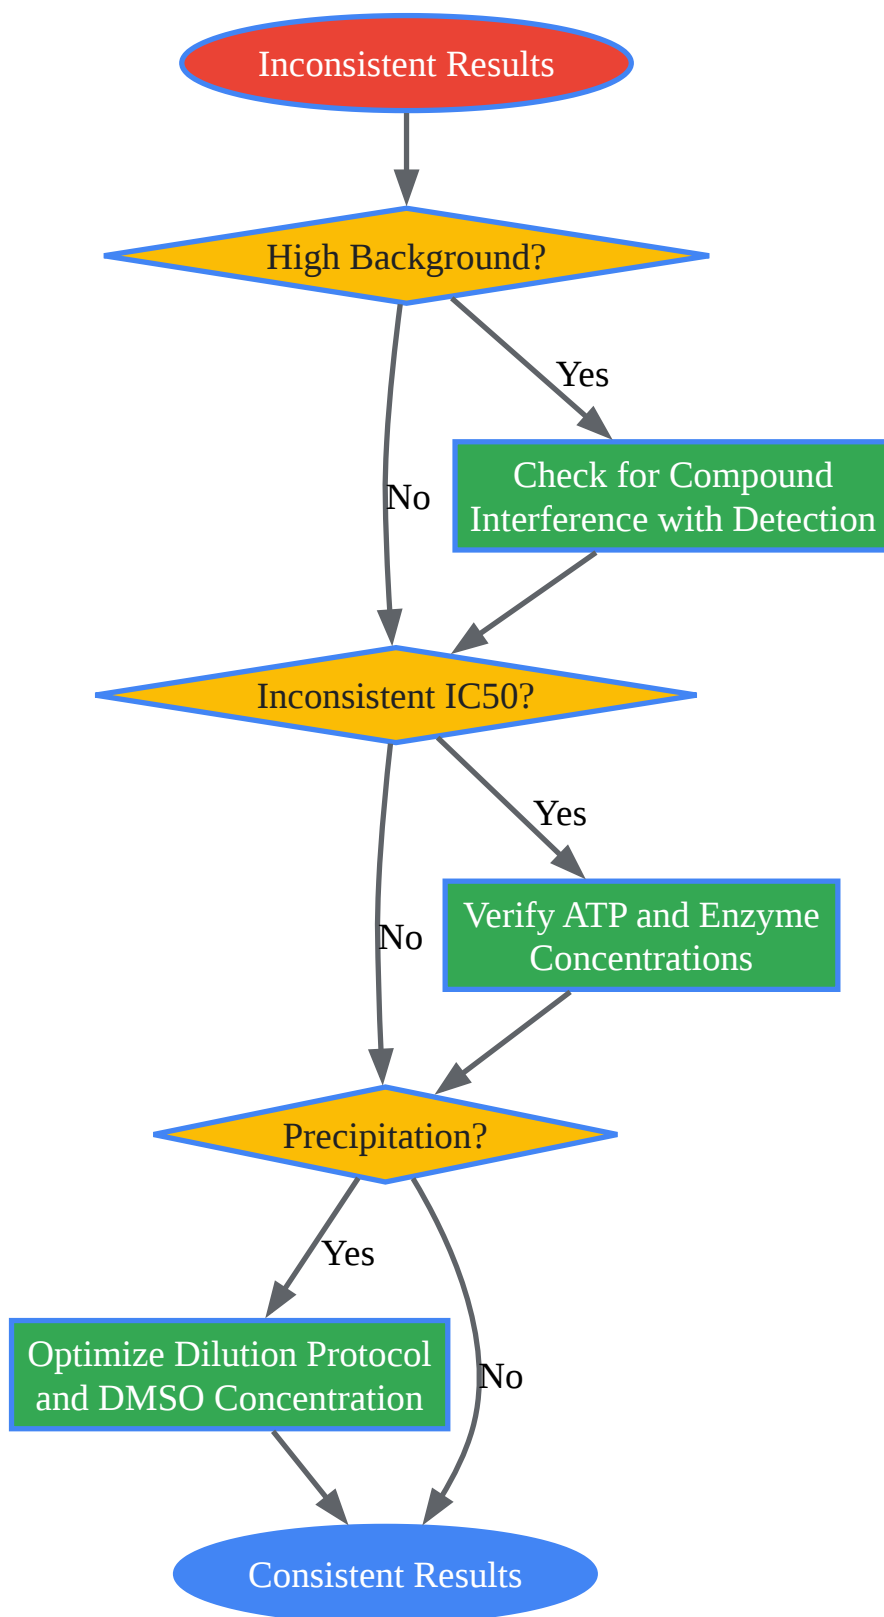 Inconsistent Results
High Background?
Yes
Check for Compound
Interference with Detection
No
Inconsistent IC50?
Yes
Verify ATP and Enzyme
Concentrations
No
Precipitation?
Yes
Optimize Dilution Protocol
and DMSO Concentration
No
Consistent Results